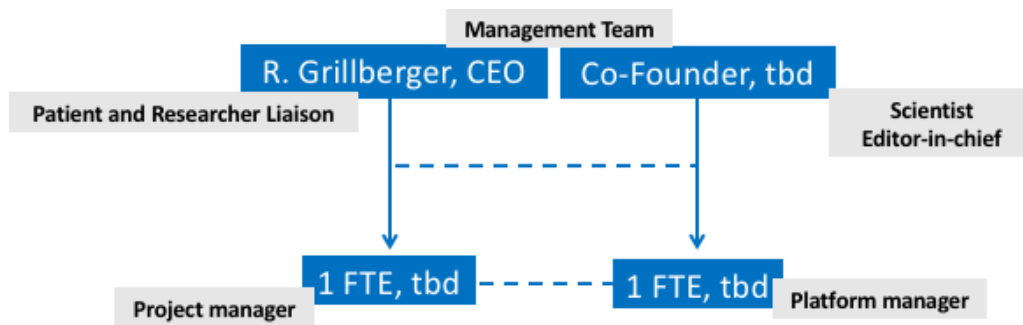 Management Team
R. Grillberger, CEO
Co-Founder, tbd
Patient and Researcher Liaison
Scientist
Editor-in-chief
1 FTE, tbd
1 FTE, tbd
Project manager
Platform manager